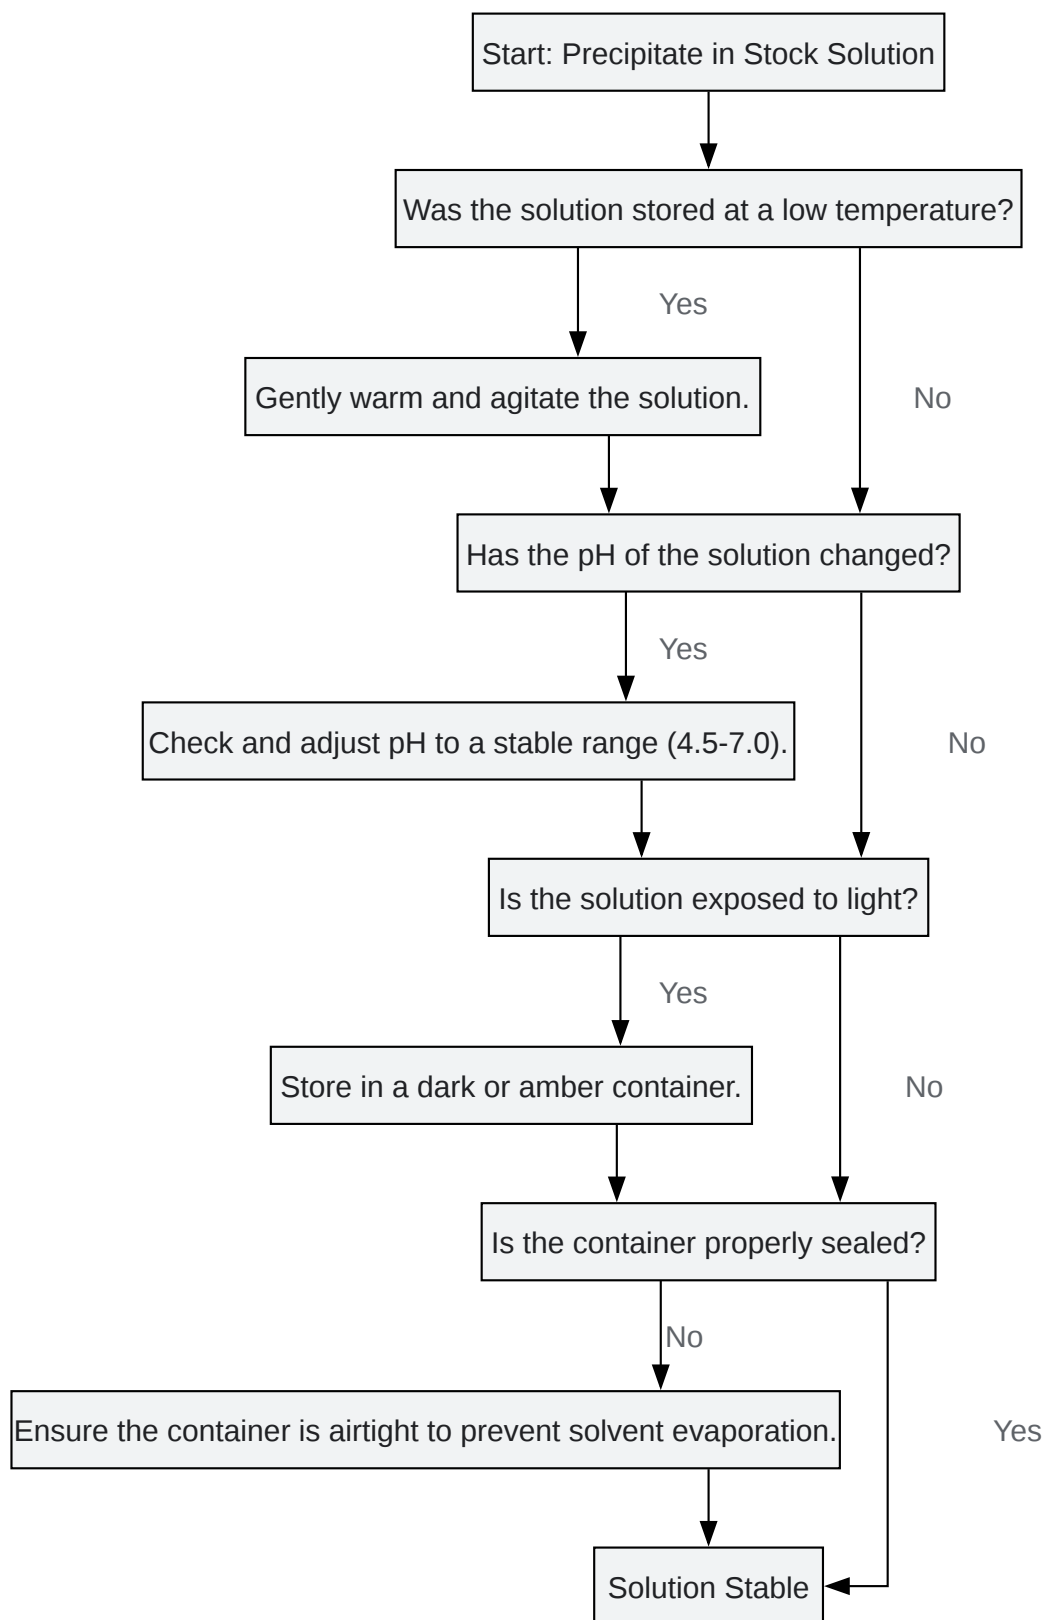 Start: Precipitate in Stock Solution
Was the solution stored at a low temperature?
Yes
Gently warm and agitate the solution.
No
Has the pH of the solution changed?
Yes
Check and adjust pH to a stable range (4.5-7.0).
No
Is the solution exposed to light?
Yes
Store in a dark or amber container.
No
Is the container properly sealed?
No
Ensure the container is airtight to prevent solvent evaporation.
Yes
Solution Stable